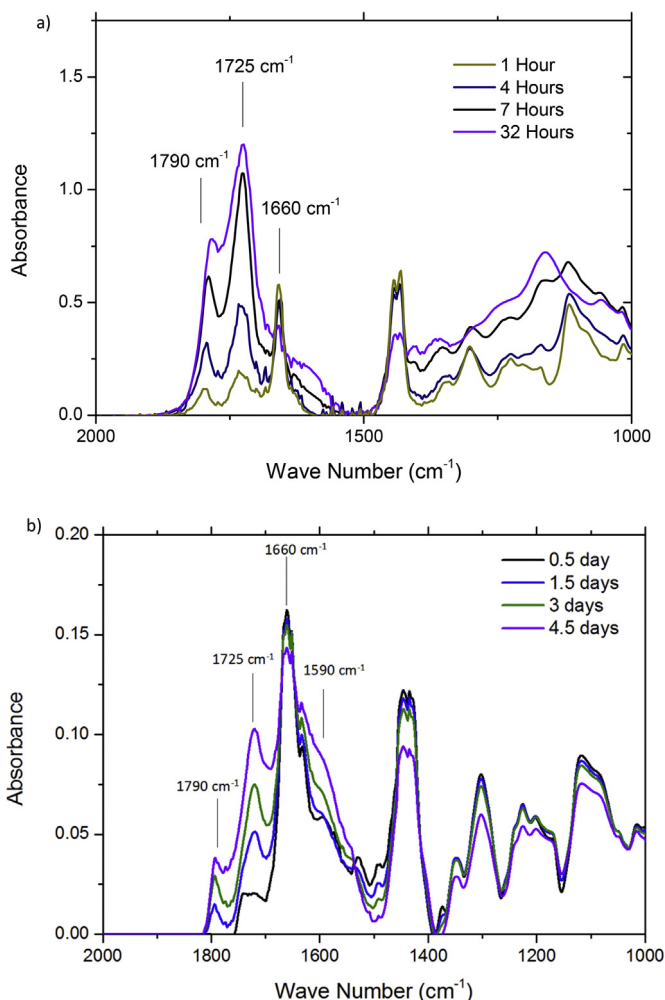 a)
1725 cm⁻¹
1790 cm⁻¹
1660 cm⁻¹
1 Hour
4 Hours
7 Hours
32 Hours
1.5
1.0
0.5
0.0
Absorbance
2000
1500
1000
Wave Number (cm⁻¹)
b)
1660 cm⁻¹
1725 cm⁻¹
1590 cm⁻¹
1790 cm⁻¹
0.5 day
1.5 days
3 days
4.5 days
0.20
0.15
0.10
0.05
0.00
Absorbance
2000
1800
1600
1400
1200
1000
Wave Number (cm⁻¹)